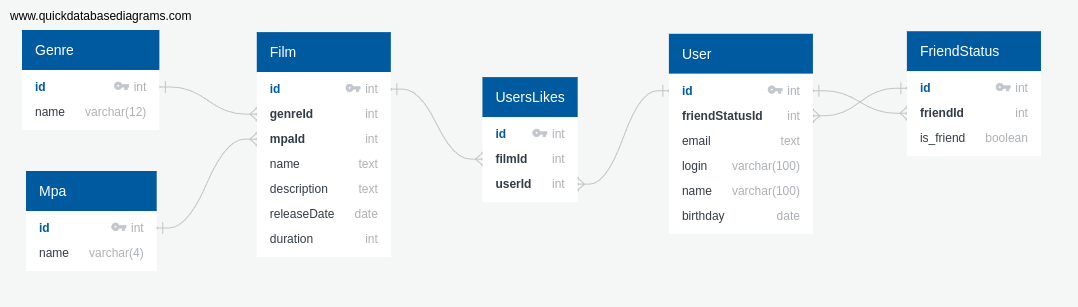 www.quickdatabasediagrams.com
Genre
id int
name varchar(12)
Mpa
id int
name varchar(4)
Film
id int
genreId int
mpaId int
name text
description text
releaseDate date
duration int
UsersLikes
id int
filmId int
userId int
User
id int
friendStatusId int
email text
login varchar(100)
name varchar(100)
birthday date
FriendStatus
id int
friendId int
is_friend boolean